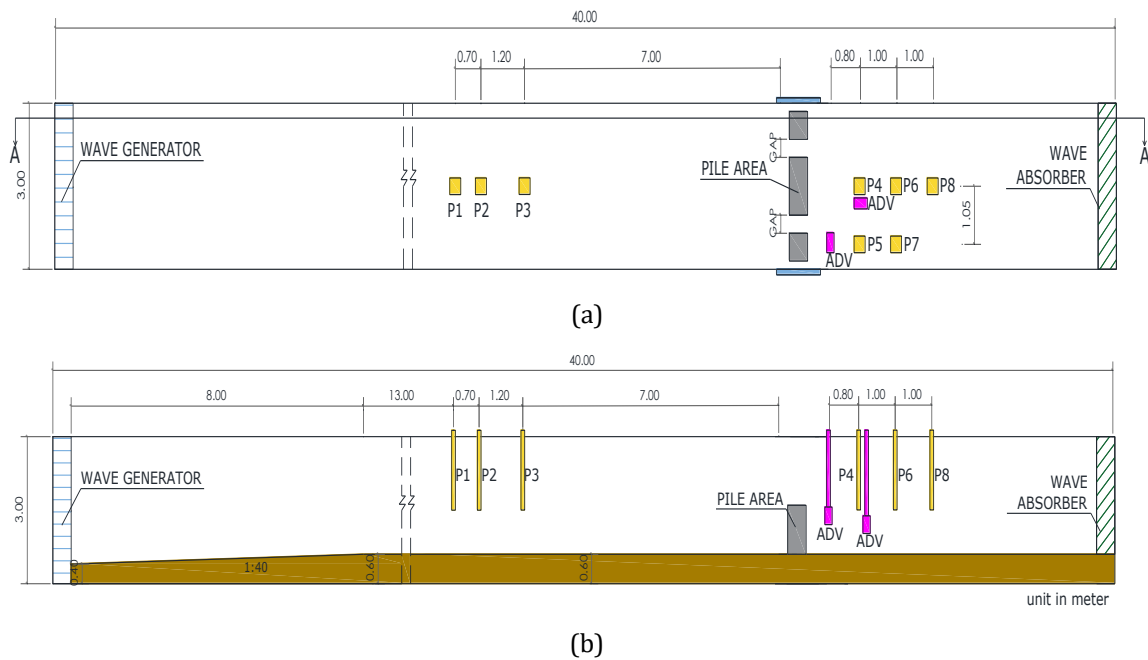 40.00
0.70 1.20 7.00 0.80 1.00 1.00
A A
WAVE GENERATOR
3.00
GAP
PILE AREA
WAVE
ABSORBER
P1 P2 P3
P4 P6 P8
ADV
1.05
GAP
P5 P7
ADV
(a)
40.00
8.00 13.00 0.70 1.20 7.00 0.80 1.00 1.00
WAVE GENERATOR
P1 P2 P3
P4 P6 P8
WAVE
ABSORBER
3.00
PILE AREA
ADV ADV
0.40
1:40
0.60
0.60
unit in meter
(b)